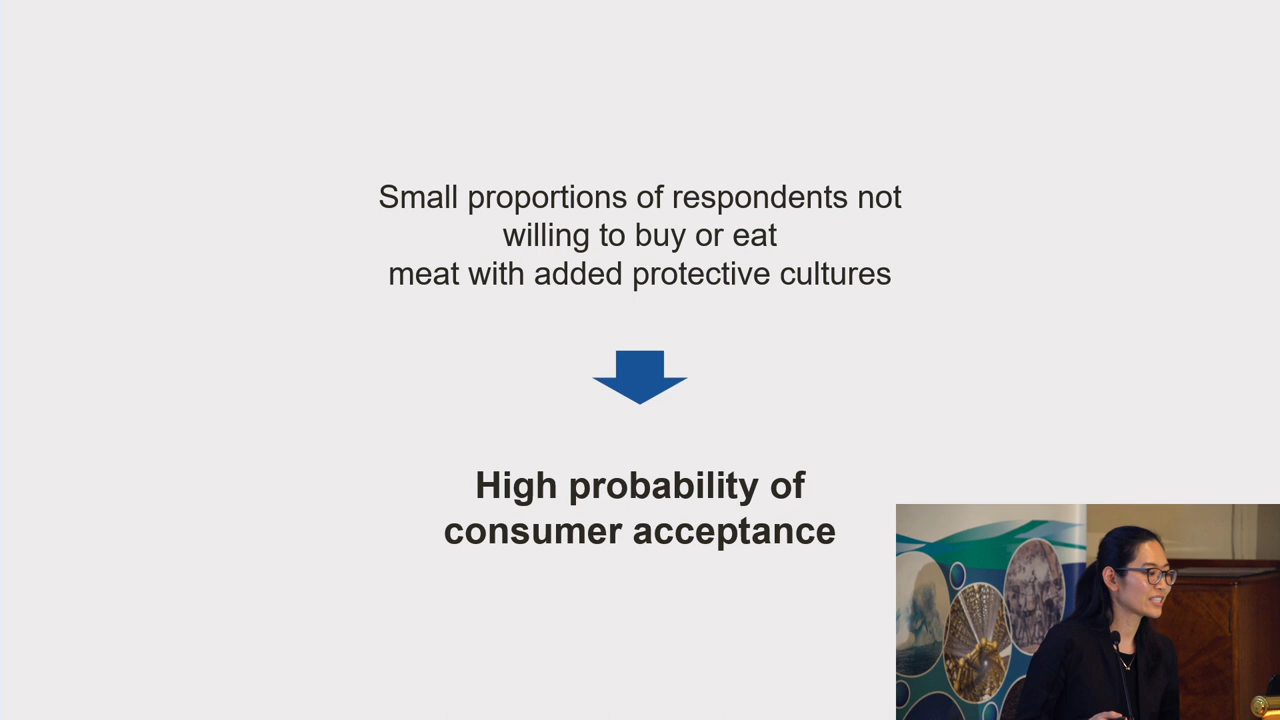 Small proportions of respondents not
willing to buy or eat
meat with added protective cultures
High probability of
consumer acceptance